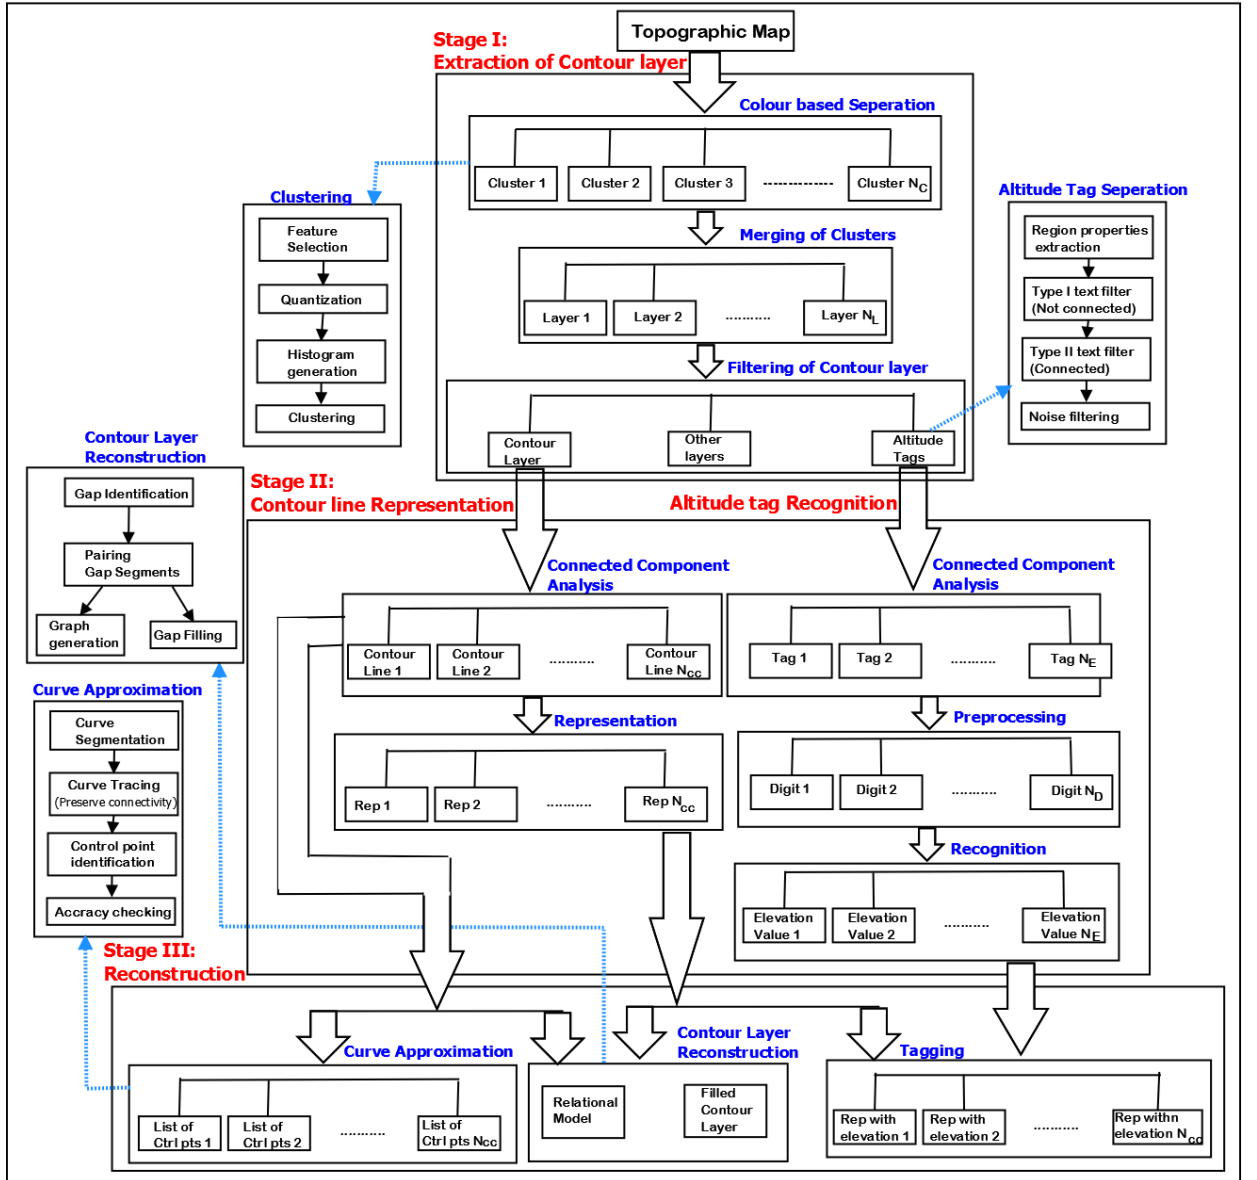 Topographic Map
Stage I:
Extraction of Contour layer
Colour based Seperation
Cluster 1
Cluster 2
Cluster 3
--------------
Cluster NC
Clustering
Feature
Selection
Quantization
Histogram
generation
Clustering
Altitude Tag Seperation
Region properties
extraction
Type I text filter
(Not connected)
Type II text filter
(Connected)
Noise filtering
Merging of Clusters
Layer 1
Layer 2
...........
Layer NL
Filtering of Contour layer
Contour
Layer
Other
layers
Altitude
Tags
Contour Layer
Reconstruction
Gap Identification
Pairing
Gap Segments
Graph
generation
Gap Filling
Stage II:
Contour line Representation
Altitude tag Recognition
Connected Component
Analysis
Contour
Line 1
Contour
Line 2
...........
Contour
Line Ncc
Connected Component
Analysis
Tag 1
Tag 2
...........
Tag NE
Representation
Rep 1
Rep 2
...........
Rep Ncc
Preprocessing
Digit 1
Digit 2
...........
Digit ND
Recognition
Elevation
Value 1
Elevation
Value 2
...........
Elevation
Value NE
Curve Approximation
Curve
Segmentation
Curve Tracing
(Preserve connectivity)
Control point
identification
Accracy checking
Stage III:
Reconstruction
Curve Approximation
List of
Ctrl pts 1
List of
Ctrl pts 2
...........
List of
Ctrl pts Ncc
Contour Layer
Reconstruction
Relational
Model
Filled
Contour
Layer
Tagging
Rep with
elevation 1
Rep with
elevation 2
...........
Rep withn
elevation Ncc